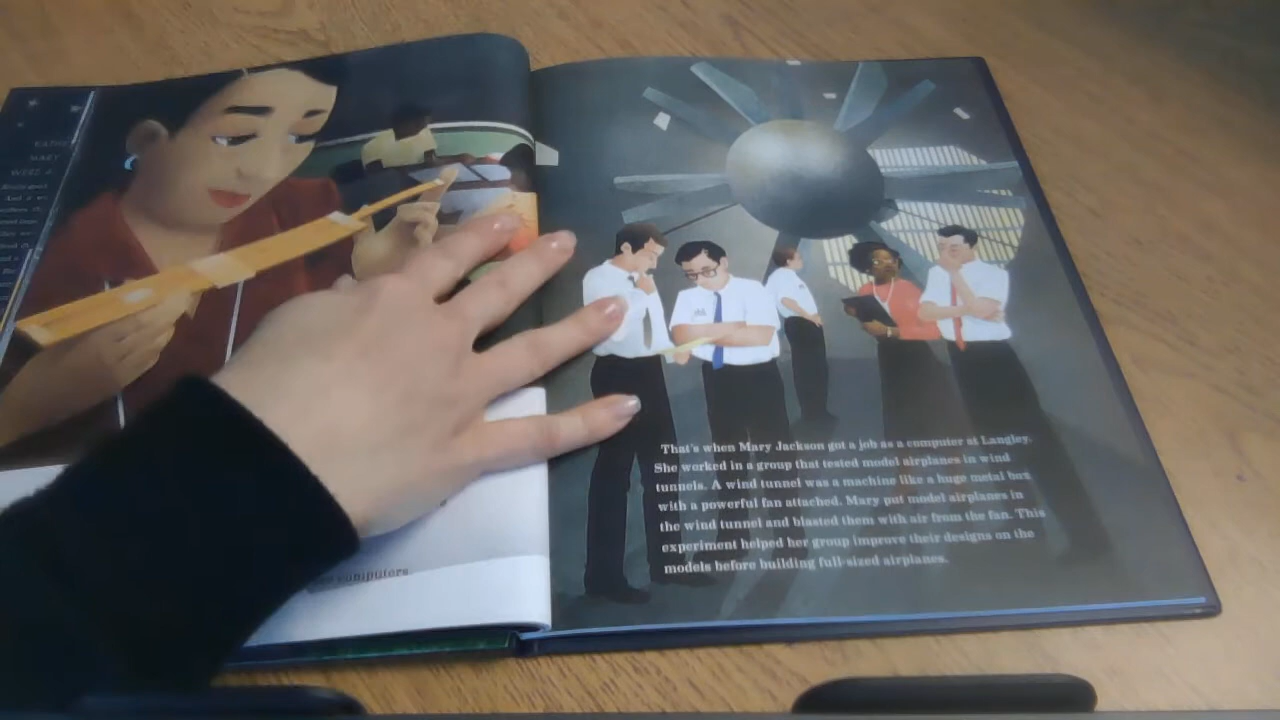 MARY
computers.
That's when Mary Jackson got a job as a computer at Langley.
She worked in a group that tested model airplanes in wind
tunnels. A wind tunnel was a machine like a huge metal box
with a powerful fan attached. Mary put model airplanes in
the wind tunnel and blasted them with air from the fan. This
experiment helped her group improve their designs on the
models before building full-sized airplanes.